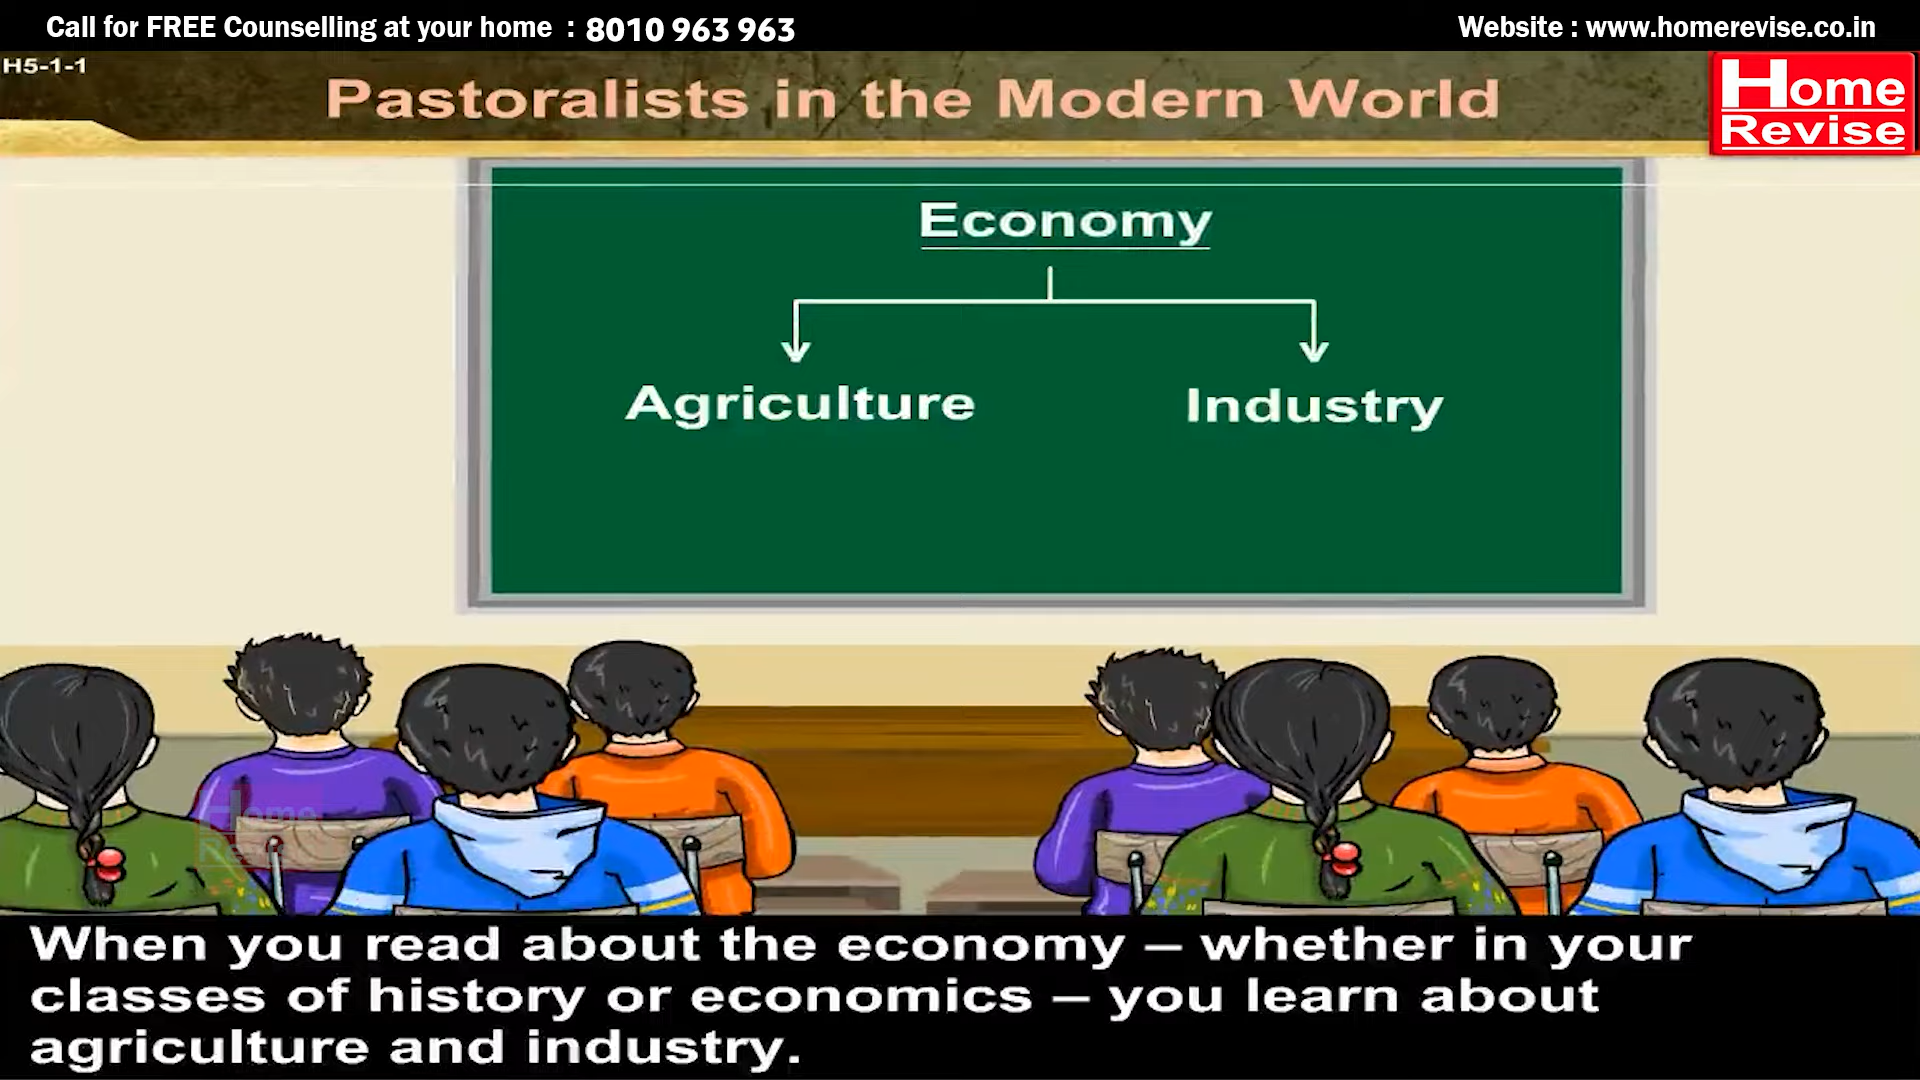 Call for FREE Counselling at your home : 8010 963 963
Website : www.homerevise.co.in
H5-1-1
Pastoralists in the Modern World
Home
Revise
Economy
Agriculture
Industry
Home
Revise
When you read about the economy – whether in your
classes of history or economics – you learn about
agriculture and industry.